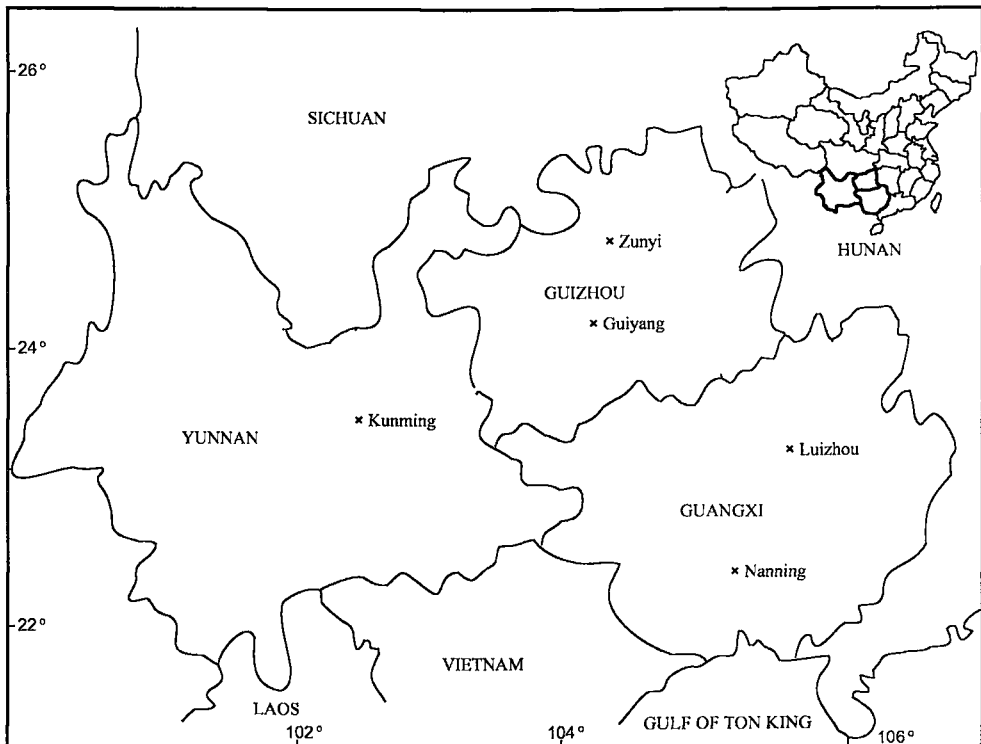 26°
SICHUAN
HUNAN
Zunyi
GUIZHOU
Guiyang
24°
Kunming
YUNNAN
Luizhou
GUANGXI
Nanning
22°
VIETNAM
LAOS
GULF OF TON KING
102°
104°
106°